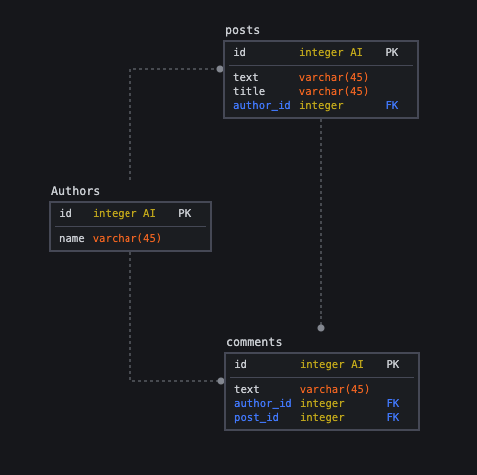 posts
id integer AI PK
text varchar(45)
title varchar(45)
author_id integer FK
Authors
id integer AI PK
name varchar(45)
comments
id integer AI PK
text varchar(45)
author_id integer FK
post_id integer FK